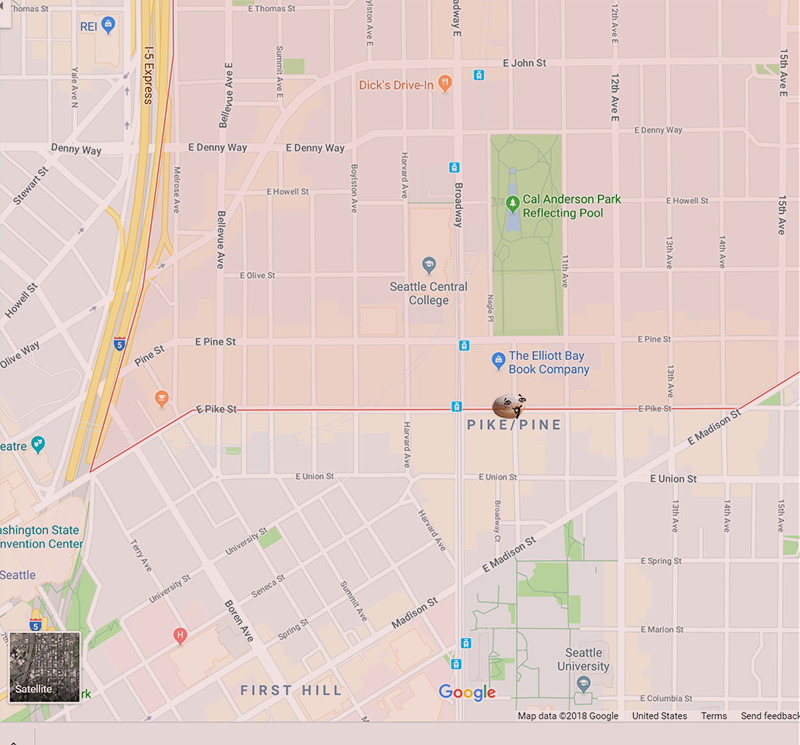 homas St
E Thomas St
E Thomas St
REI
I-5 Express
Yale Ave N
Bellevue Ave E
Summit Ave E
oylston Ave E
adway E
12th Ave E
15th Ave E
E John St
Dick's Drive-In
12th Ave E
E Denny Way
Denny Way
E Denny Way
E Denny Way
Stewart St
Melrose Ave
Boylston Ave
Harvard Ave
E Howell St
Broadway
Cal Anderson Park
Reflecting Pool
E Howell St
15th Ave
Bellevue Ave
13th Ave
14th Ave
11th Ave
E Olive St
Seattle Central
College
Nagle Pl
Howell St
Olive Way
5
Pine St
E Pine St
E Pine St
The Elliott Bay
Book Company
13th Ave
E Pike St
E Pike St
PIKE/PINE
Harvard Ave
E Madison St
eatre
E Union St
E Union St
E Union St
ashington State
nvention Center
Terry Ave
University St
Harvard Ave
Broadway Ct
13th Ave
14th Ave
15th Ave
E Madison St
Seattle
University St
Seneca St
Summit Ave
E Spring St
5
7th
Boren Ave
Spring St
Madison St
H
E Marion St
Seattle
University
Satellite
rk
FIRST HILL
Google
E Columbia St
Map data ©2018 Google
United States
Terms
Send feedback